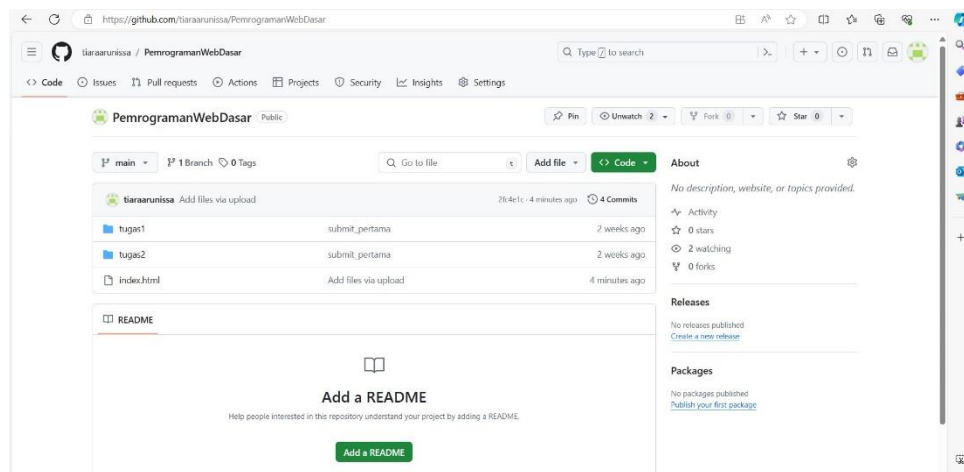 https://github.com/tiaraarunissa/PemrogramanWebDasar
tiaraarunissa / PemrogramanWebDasar
Type / to search
Code Issues Pull requests Actions Projects Security Insights Settings
PemrogramanWebDasar Public
Pin Unwatch 2 Fork 0 Star 0
main 1 Branch 0 Tags Go to file t Add file Code
About
No description, website, or topics provided.
tiaraarunissa Add files via upload 2fc4e1c · 4 minutes ago 4 Commits
tugas1 submit_pertama 2 weeks ago
tugas2 submit_pertama 2 weeks ago
index.html Add files via upload 4 minutes ago
Activity
0 stars
2 watching
0 forks
README
Add a README
Help people interested in this repository understand your project by adding a README.
Add a README
Releases
No releases published
Create a new release
Packages
No packages published
Publish your first package